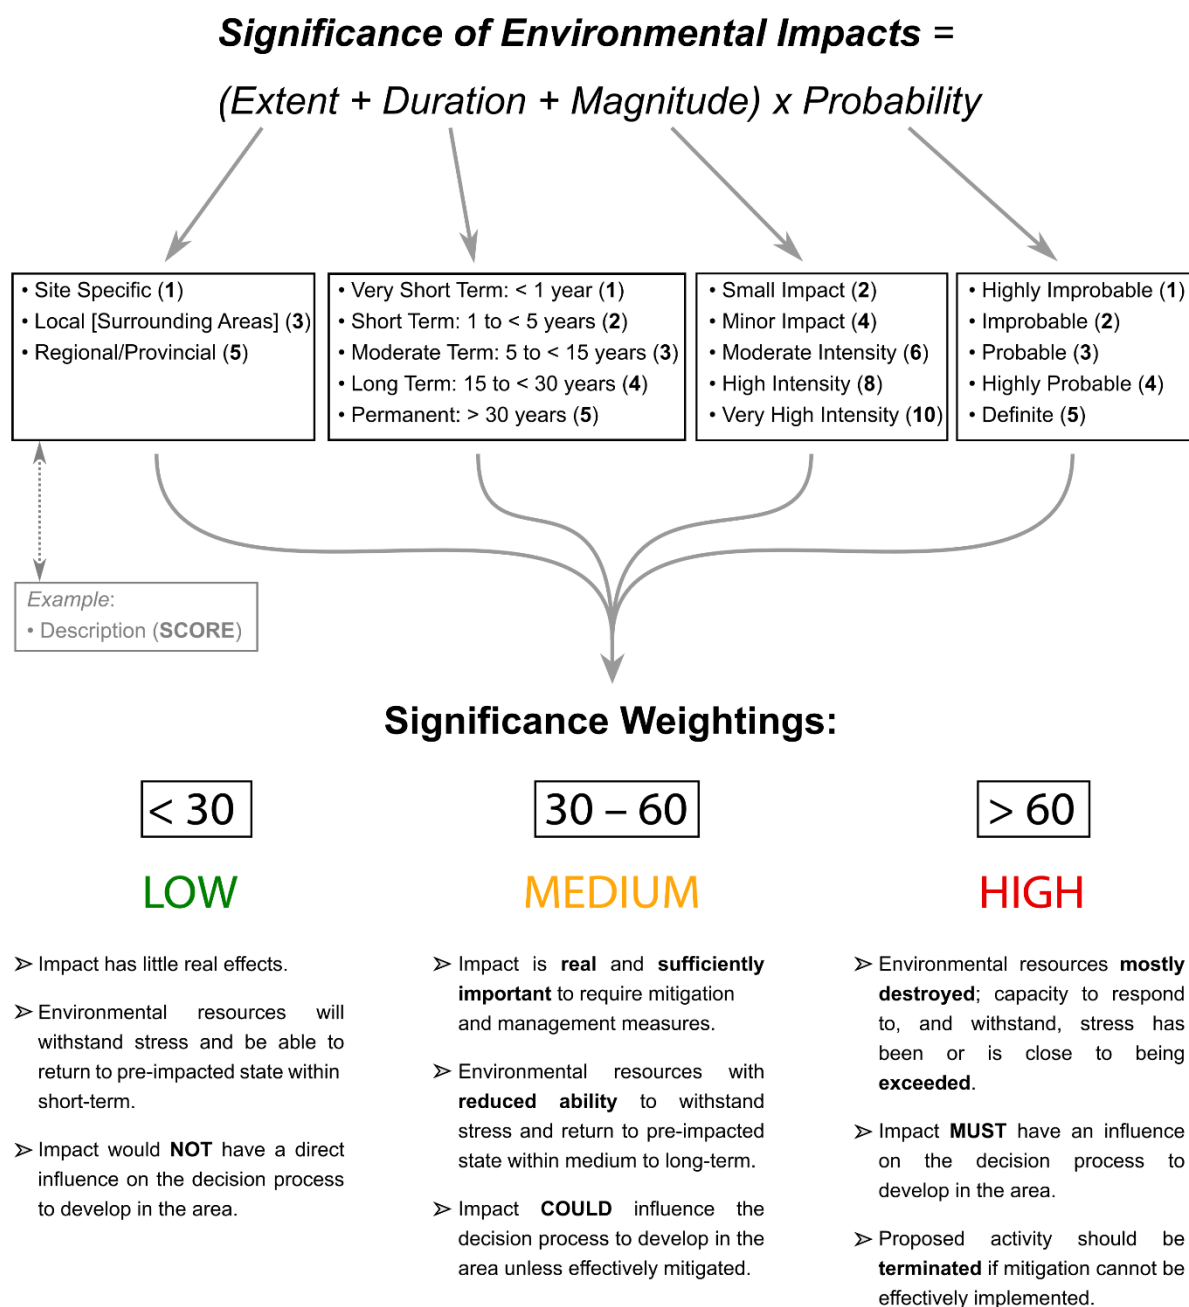 Significance of Environmental Impacts =
(Extent + Duration + Magnitude) x Probability
• Site Specific (1)
• Local [Surrounding Areas] (3)
• Regional/Provincial (5)
• Very Short Term: < 1 year (1)
• Short Term: 1 to < 5 years (2)
• Moderate Term: 5 to < 15 years (3)
• Long Term: 15 to < 30 years (4)
• Permanent: > 30 years (5)
• Small Impact (2)
• Minor Impact (4)
• Moderate Intensity (6)
• High Intensity (8)
• Very High Intensity (10)
• Highly Improbable (1)
• Improbable (2)
• Probable (3)
• Highly Probable (4)
• Definite (5)
Example:
• Description (SCORE)
Significance Weightings:
< 30
LOW
➢ Impact has little real effects.
➢ Environmental resources will
withstand stress and be able to
return to pre-impacted state within
short-term.
➢ Impact would NOT have a direct
influence on the decision process
to develop in the area.
30 – 60
MEDIUM
➢ Impact is real and sufficiently
important to require mitigation
and management measures.
➢ Environmental resources with
reduced ability to withstand
stress and return to pre-impacted
state within medium to long-term.
➢ Impact COULD influence the
decision process to develop in the
area unless effectively mitigated.
> 60
HIGH
➢ Environmental resources mostly
destroyed; capacity to respond
to, and withstand, stress has
been or is close to being
exceeded.
➢ Impact MUST have an influence
on the decision process to
develop in the area.
➢ Proposed activity should be
terminated if mitigation cannot be
effectively implemented.